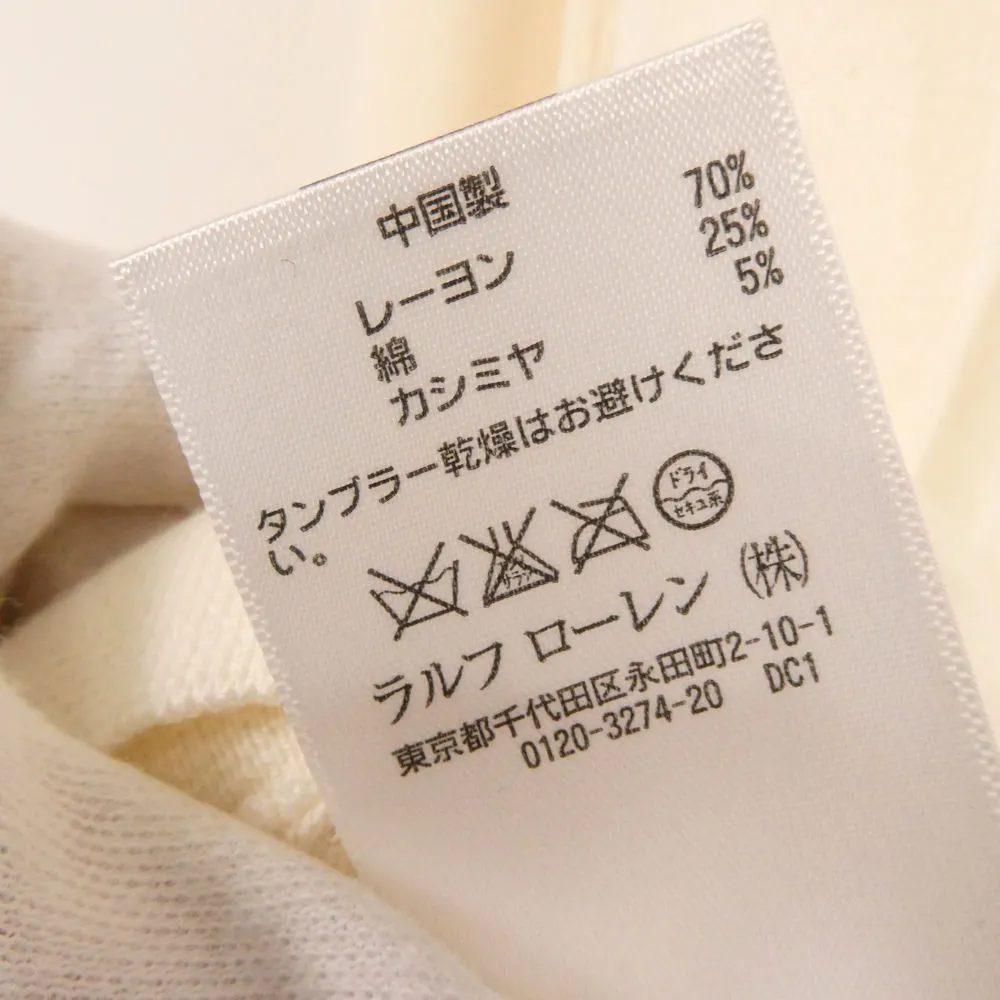 中国製
レーヨン 70%
綿 25%
カシミヤ 5%
タンブラー乾燥はお避けくださ
い。
ドライ
セキユ系
ラルフ ローレン (株)
東京都千代田区永田町2-10-1
0120-3274-20 DC1